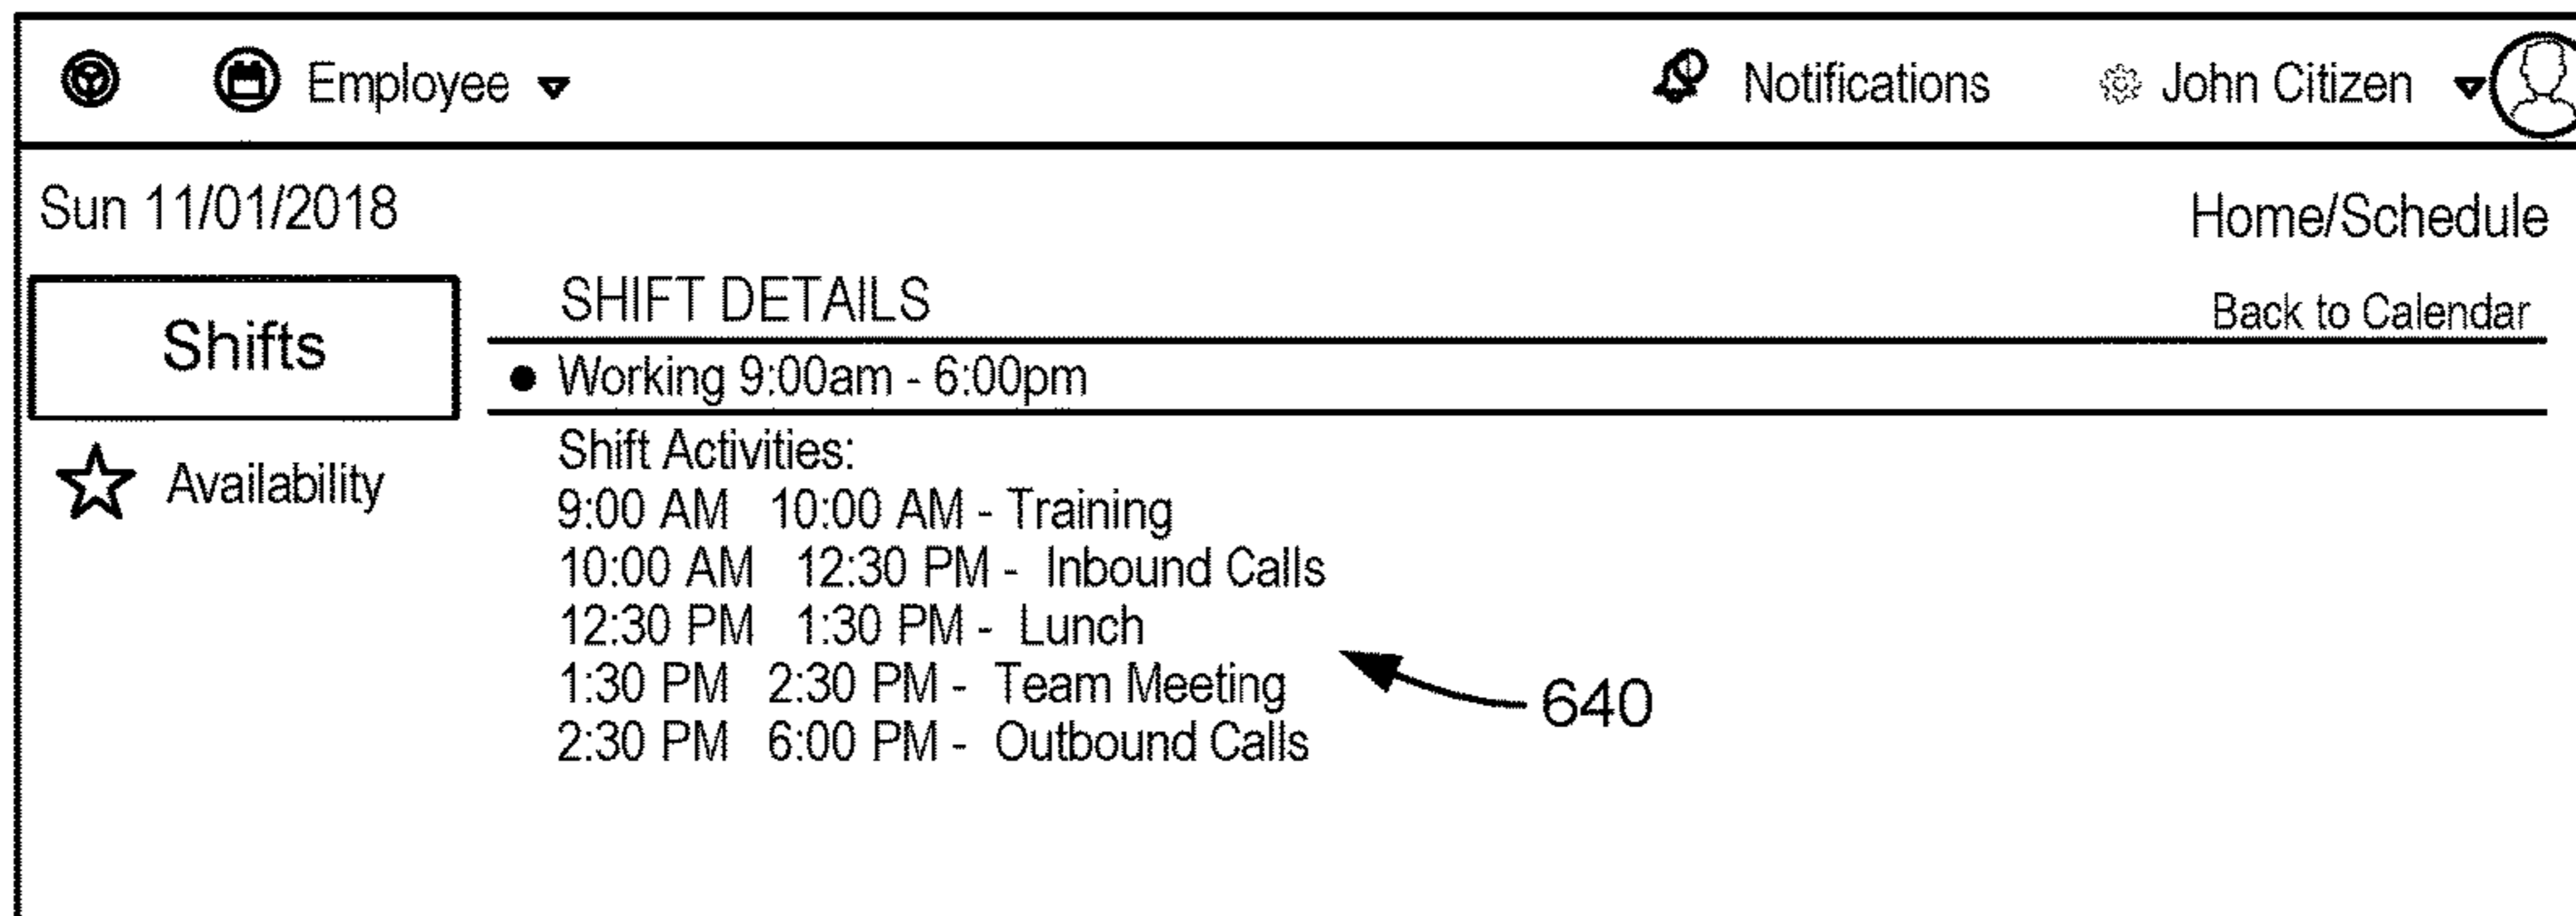 Employee Notifications John Citizen
Sun 11/01/2018 Home/Schedule
Shifts
Availability
SHIFT DETAILS Back to Calendar
Working 9:00am - 6:00pm
Shift Activities:
9:00 AM 10:00 AM - Training
10:00 AM 12:30 PM - Inbound Calls
12:30 PM 1:30 PM - Lunch
1:30 PM 2:30 PM - Team Meeting
2:30 PM 6:00 PM - Outbound Calls
640